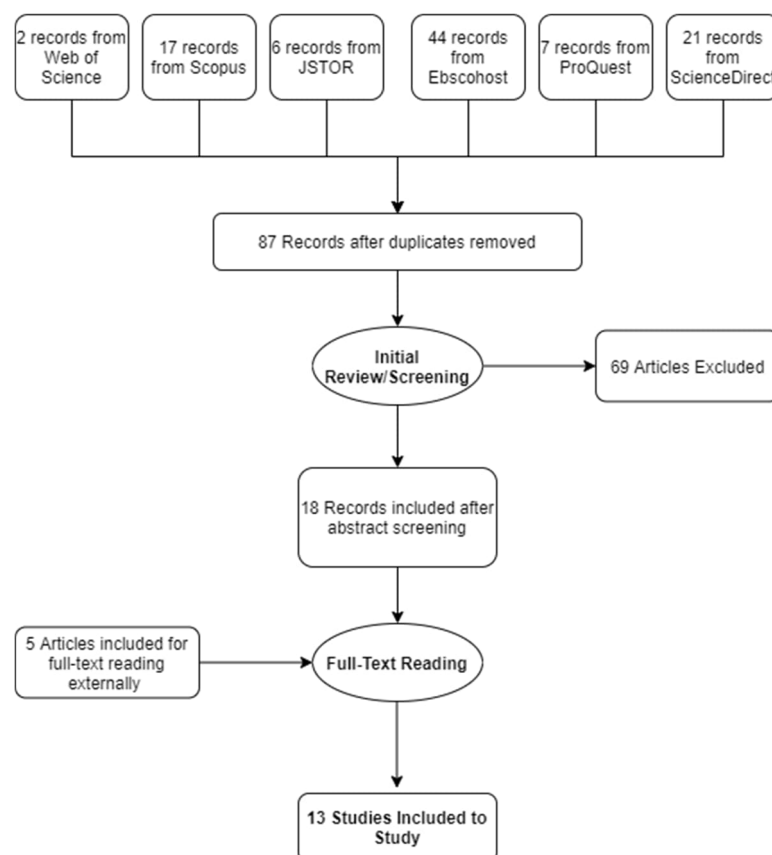 2 records from
Web of
Science
17 records
from Scopus
6 records from
JSTOR
44 records
from
Ebscohost
7 records from
ProQuest
21 records
from
ScienceDirect
87 Records after duplicates removed
Initial
Review/Screening
69 Articles Excluded
18 Records included after
abstract screening
5 Articles included for
full-text reading
externally
Full-Text Reading
13 Studies Included to
Study